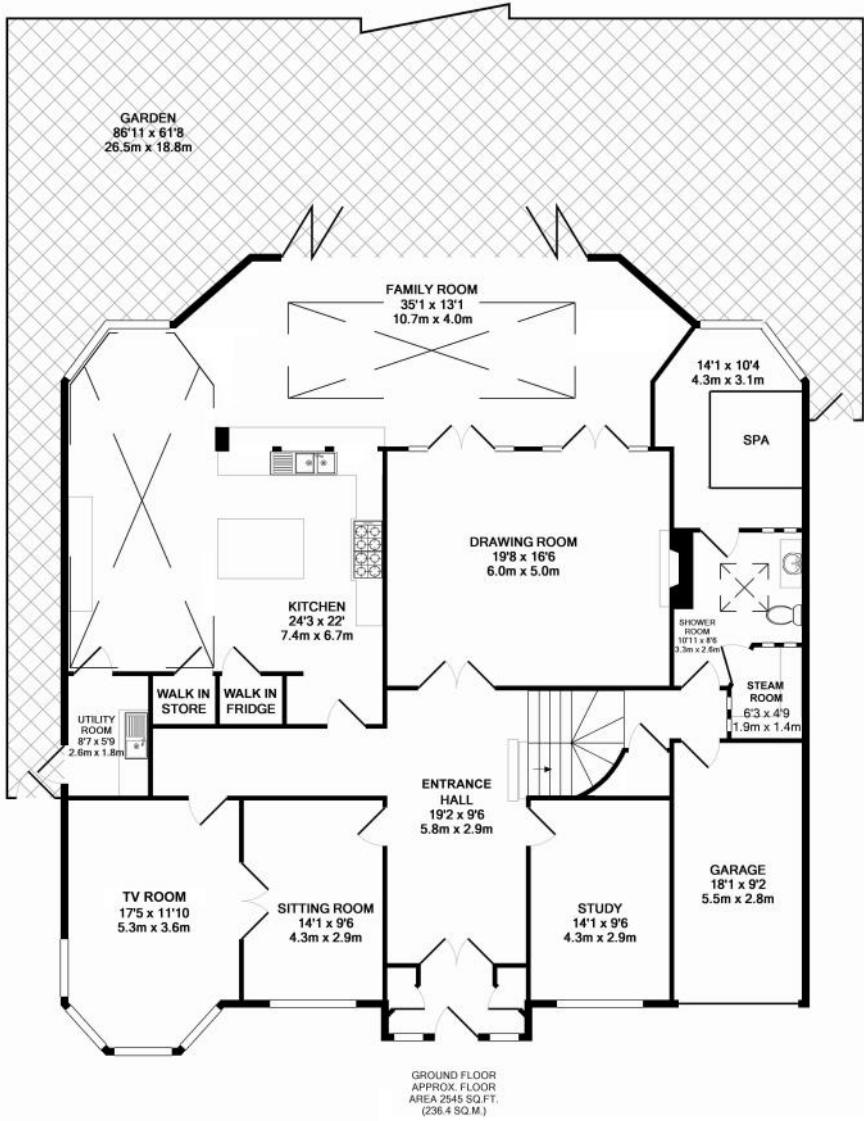 GARDEN
86'11 x 61'8
26.5m x 18.8m
FAMILY ROOM
35'1 x 13'1
10.7m x 4.0m
14'1 x 10'4
4.3m x 3.1m
SPA
DRAWING ROOM
19'8 x 16'6
6.0m x 5.0m
KITCHEN
24'3 x 22'
7.4m x 6.7m
SHOWER
ROOM
10'11 x 8'6
3.3m x 2.6m
STEAM
ROOM
6'3 x 4'9
1.9m x 1.4m
WALK IN
STORE
WALK IN
FRIDGE
UTILITY
ROOM
8'7 x 5'9
2.6m x 1.8m
ENTRANCE
HALL
19'2 x 9'6
5.8m x 2.9m
TV ROOM
17'5 x 11'10
5.3m x 3.6m
SITTING ROOM
14'1 x 9'6
4.3m x 2.9m
STUDY
14'1 x 9'6
4.3m x 2.9m
GARAGE
18'1 x 9'2
5.5m x 2.8m
GROUND FLOOR
APPROX. FLOOR
AREA 2545 SQ.FT.
(236.4 SQ.M.)